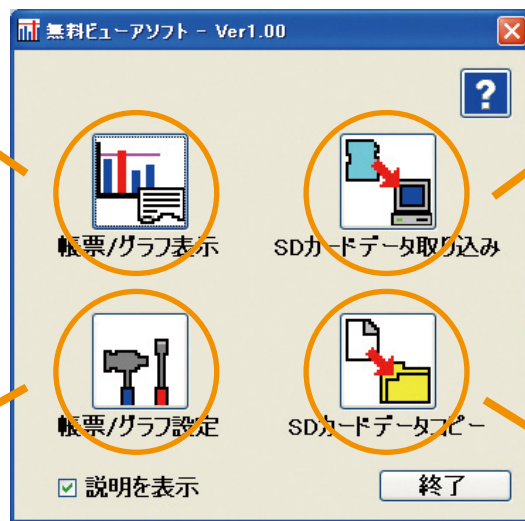 無料ビューアソフト - Ver1.00
?
帳票/グラフ表示
SDカードデータ取り込み
帳票/グラフ設定
SDカードデータコピー
説明を表示
終了